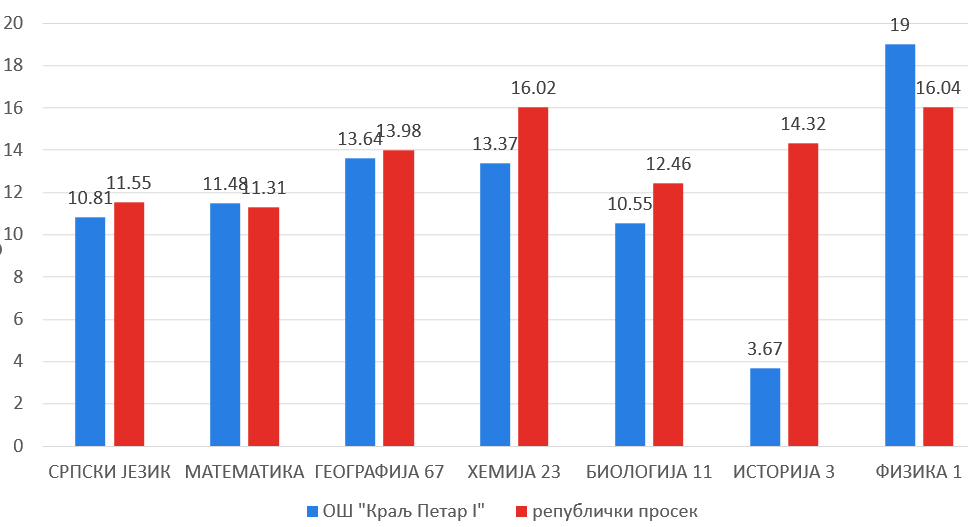 20
18
16
14
12
10
8
6
4
2
0
10.81
11.55
11.48
11.31
13.64
13.98
13.37
16.02
10.55
12.46
3.67
14.32
19
16.04
СРПСКИ ЈЕЗИК
МАТЕМАТИКА
ГЕОГРАФИЈА 67
ХЕМИЈА 23
БИОЛОГИЈА 11
ИСТОРИЈА 3
ФИЗИКА 1
ОШ "Краљ Петар I"
републички просек